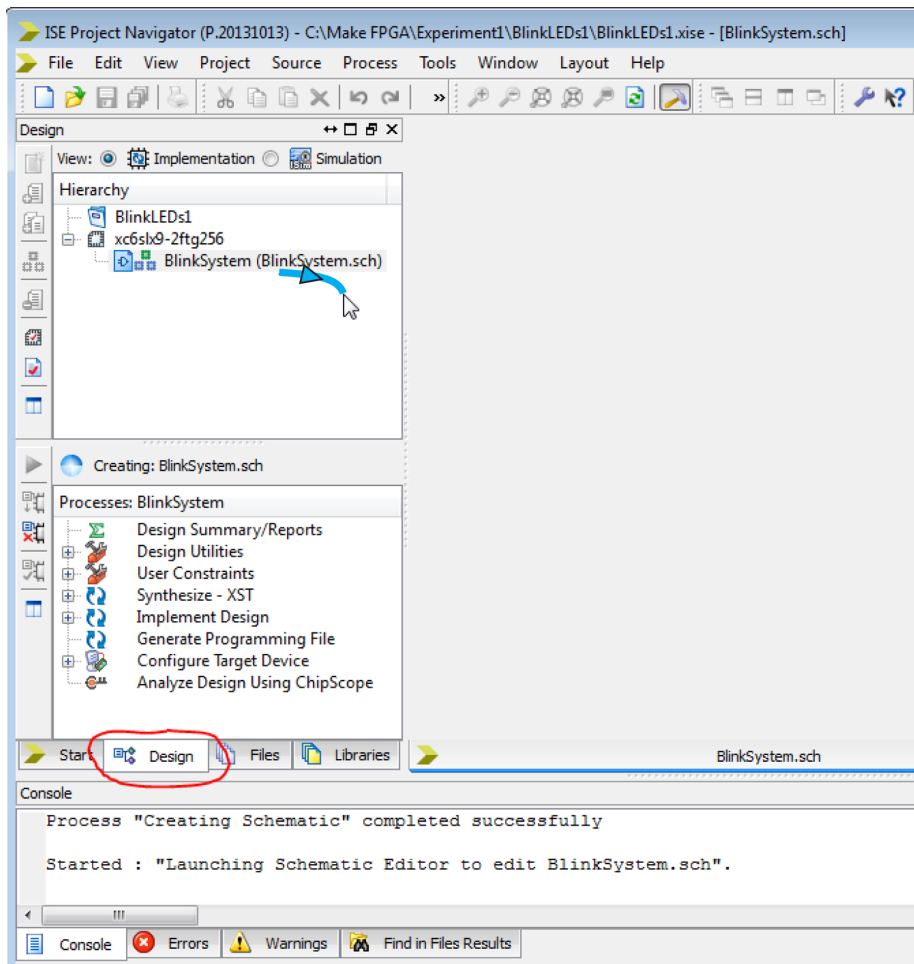 ISE Project Navigator (P.20131013) - C:\Make FPGA\Experiment1\BlinkLEDs1\BlinkLEDs1.xise - [BlinkSystem.sch]
File Edit View Project Source Process Tools Window Layout Help
»
Design
View: Implementation Simulation
Hierarchy
BlinkLEDs1
xc6slx9-2ftg256
BlinkSystem (BlinkSystem.sch)
Creating: BlinkSystem.sch
Processes: BlinkSystem
Design Summary/Reports
Design Utilities
User Constraints
Synthesize - XST
Implement Design
Generate Programming File
Configure Target Device
Analyze Design Using ChipScope
Start Design Files Libraries BlinkSystem.sch
Console
Process "Creating Schematic" completed successfully
Started : "Launching Schematic Editor to edit BlinkSystem.sch".
Console Errors Warnings Find in Files Results